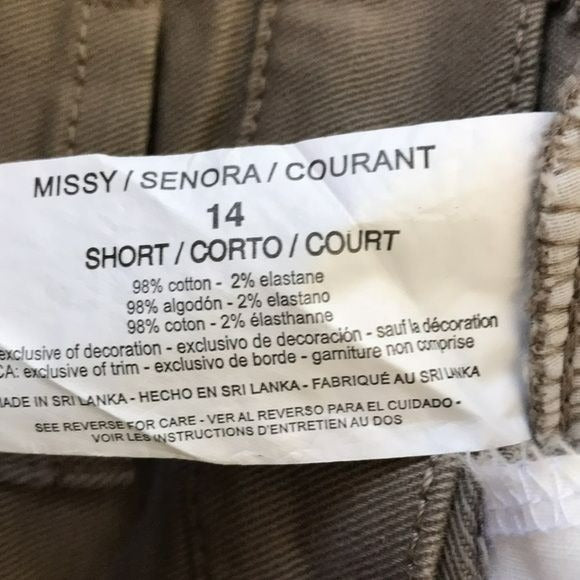 MISSY / SENORA / COURANT
14
SHORT / CORTO / COURT
98% cotton - 2% elastane
98% algodón - 2% elastano
98% coton - 2% élasthanne
exclusive of decoration - exclusivo de decoración - sauf la décoration
CA: exclusive of trim - exclusivo de borde - garniture non comprise
MADE IN SRI LANKA - HECHO EN SRI LANKA - FABRIQUÉ AU SRI LANKA
SEE REVERSE FOR CARE - VER AL REVERSO PARA EL CUIDADO -
VOIR LES INSTRUCTIONS D'ENTRETIEN AU DOS